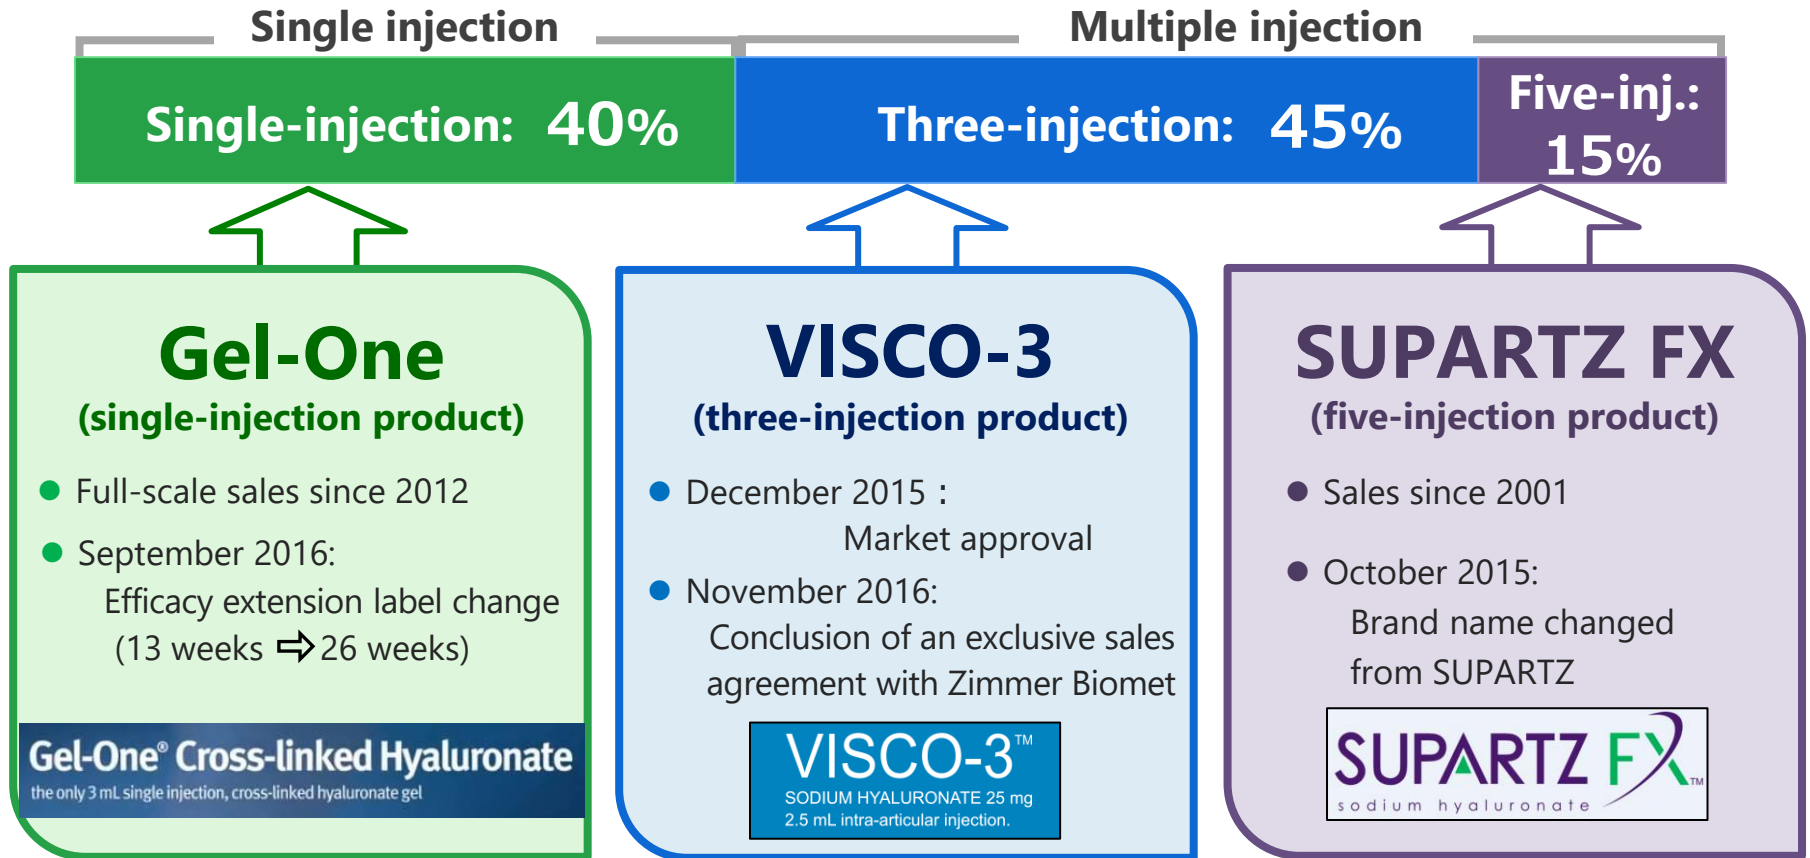 Single injection
Multiple injection
Single-injection: 40%
Three-injection: 45%
Five-inj.:
15%
Gel-One
(single-injection product)
● Full-scale sales since 2012
● September 2016:
Efficacy extension label change
(13 weeks ⇨ 26 weeks)
Gel-One® Cross-linked Hyaluronate
the only 3 mL single injection, cross-linked hyaluronate gel
VISCO-3
(three-injection product)
● December 2015：
Market approval
● November 2016:
Conclusion of an exclusive sales
agreement with Zimmer Biomet
VISCO-3™
SODIUM HYALURONATE 25 mg
2.5 mL intra-articular injection.
SUPARTZ FX
(five-injection product)
● Sales since 2001
● October 2015:
Brand name changed
from SUPARTZ
SUPARTZ FX™
sodium hyaluronate